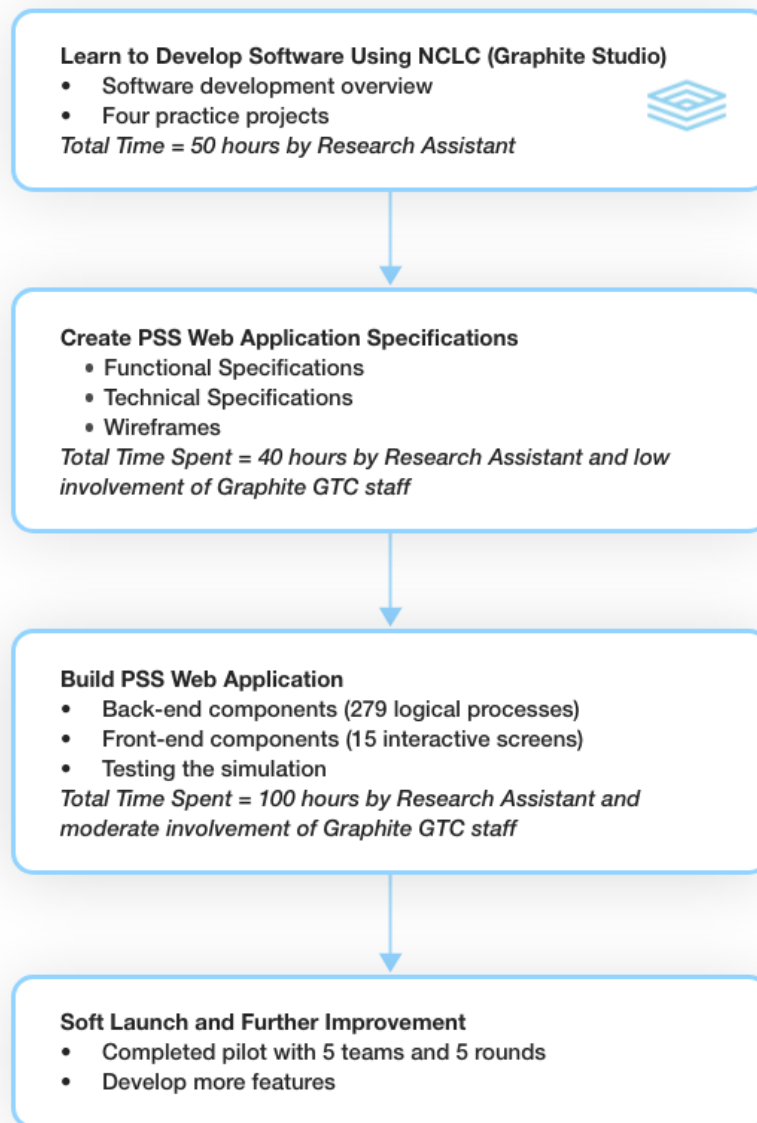 Learn to Develop Software Using NCLC (Graphite Studio)
• Software development overview
• Four practice projects
Total Time = 50 hours by Research Assistant
Create PSS Web Application Specifications
• Functional Specifications
• Technical Specifications
• Wireframes
Total Time Spent = 40 hours by Research Assistant and low
involvement of Graphite GTC staff
Build PSS Web Application
• Back-end components (279 logical processes)
• Front-end components (15 interactive screens)
• Testing the simulation
Total Time Spent = 100 hours by Research Assistant and
moderate involvement of Graphite GTC staff
Soft Launch and Further Improvement
• Completed pilot with 5 teams and 5 rounds
• Develop more features